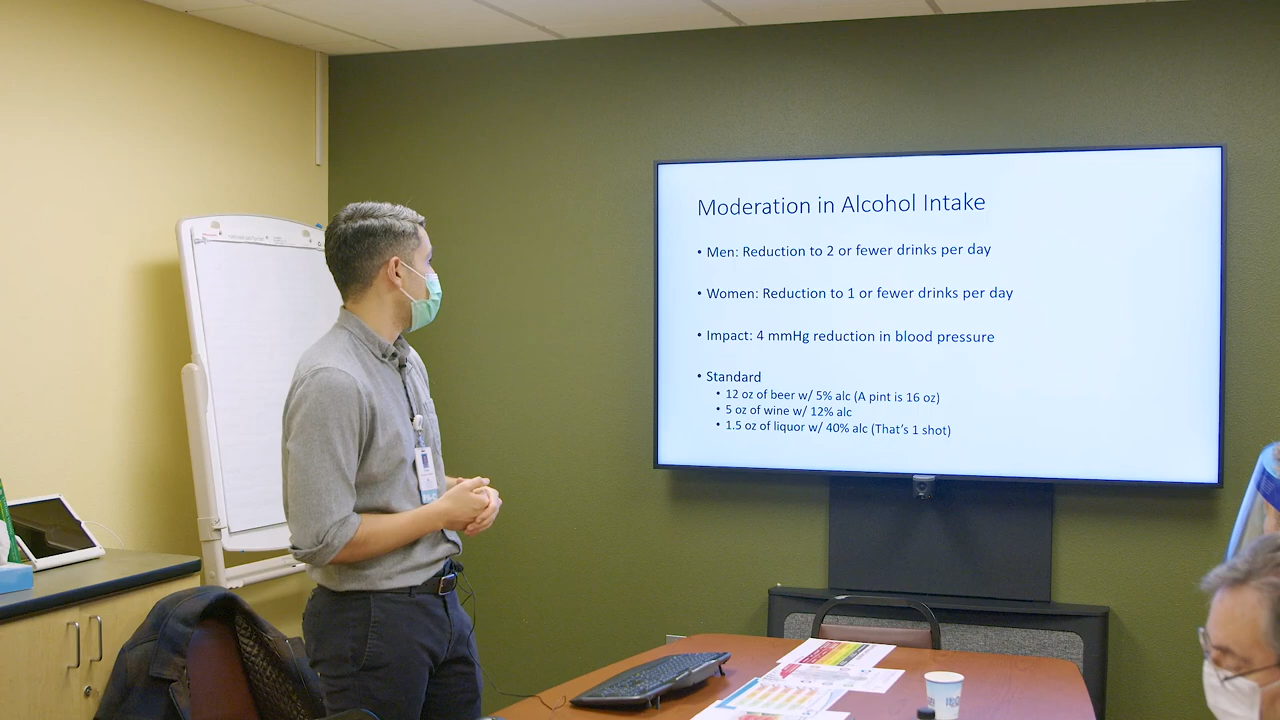 Moderation in Alcohol Intake
• Men: Reduction to 2 or fewer drinks per day
• Women: Reduction to 1 or fewer drinks per day
• Impact: 4 mmHg reduction in blood pressure
• Standard
• 12 oz of beer w/ 5% alc (A pint is 16 oz)
• 5 oz of wine w/ 12% alc
• 1.5 oz of liquor w/ 40% alc (That's 1 shot)